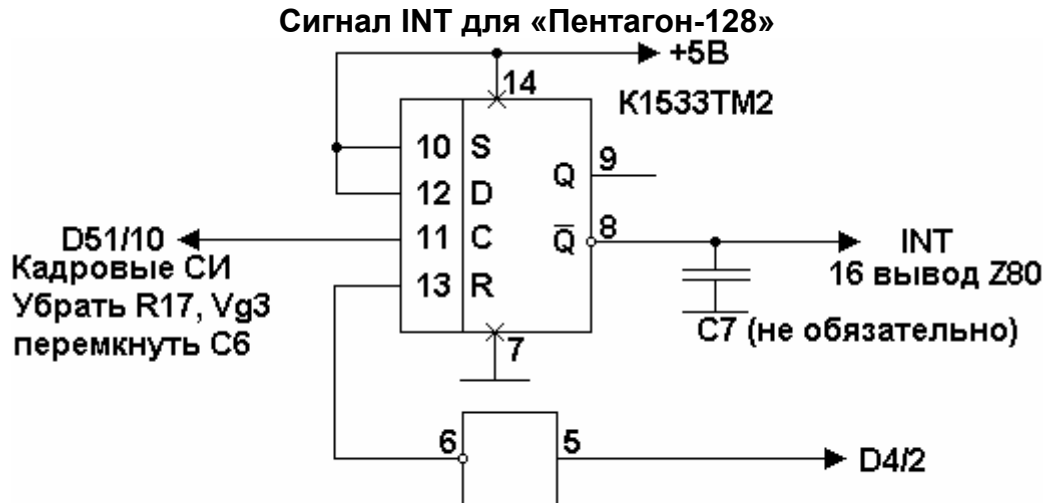 Сигнал INT для «Пентагон-128»
+5В
14
К1533ТМ2
10 S
Q 9
12 D
D51/10
11 C
Q 8
INT
Кадровые СИ
16 вывод Z80
13 R
Убрать R17, Vg3
С7 (не обязательно)
перемкнуть С6
7
6
5
D4/2